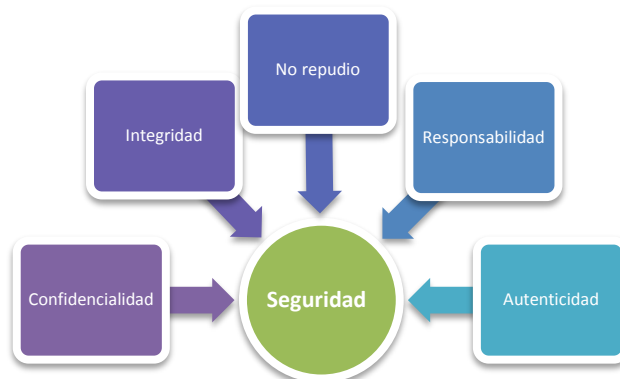 No repudio
Integridad
Responsabilidad
Confidencialidad
Seguridad
Autenticidad